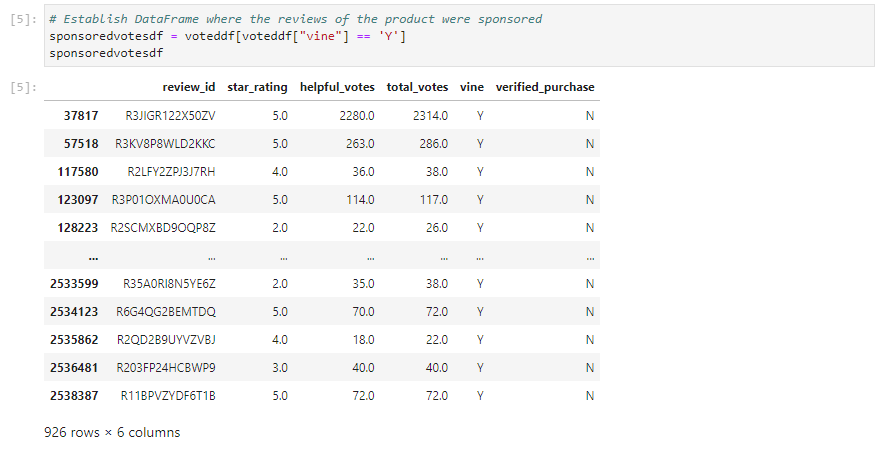 [5]: # Establish DataFrame where the reviews of the product were sponsored
sponsoredvotesdf = voteddf[voteddf["vine"] == 'Y']
sponsoredvotesdf
[5]:
review_id star_rating helpful_votes total_votes vine verified_purchase
37817 R3JIGR122X50ZV 5.0 2280.0 2314.0 Y N
57518 R3KV8P8WLD2KKC 5.0 263.0 286.0 Y N
117580 R2LFY2ZPJ3J7RH 4.0 36.0 38.0 Y N
123097 R3P01OXMA0U0CA 5.0 114.0 117.0 Y N
128223 R2SCMXBD9OQP8Z 2.0 22.0 26.0 Y N
... ... ... ... ... ... ...
2533599 R35A0RI8N5YE6Z 2.0 35.0 38.0 Y N
2534123 R6G4QG2BEMTDQ 5.0 70.0 72.0 Y N
2535862 R2QD2B9UYVZVBJ 4.0 18.0 22.0 Y N
2536481 R203FP24HCBWP9 3.0 40.0 40.0 Y N
2538387 R11BPVZYDF6T1B 5.0 72.0 72.0 Y N
926 rows × 6 columns